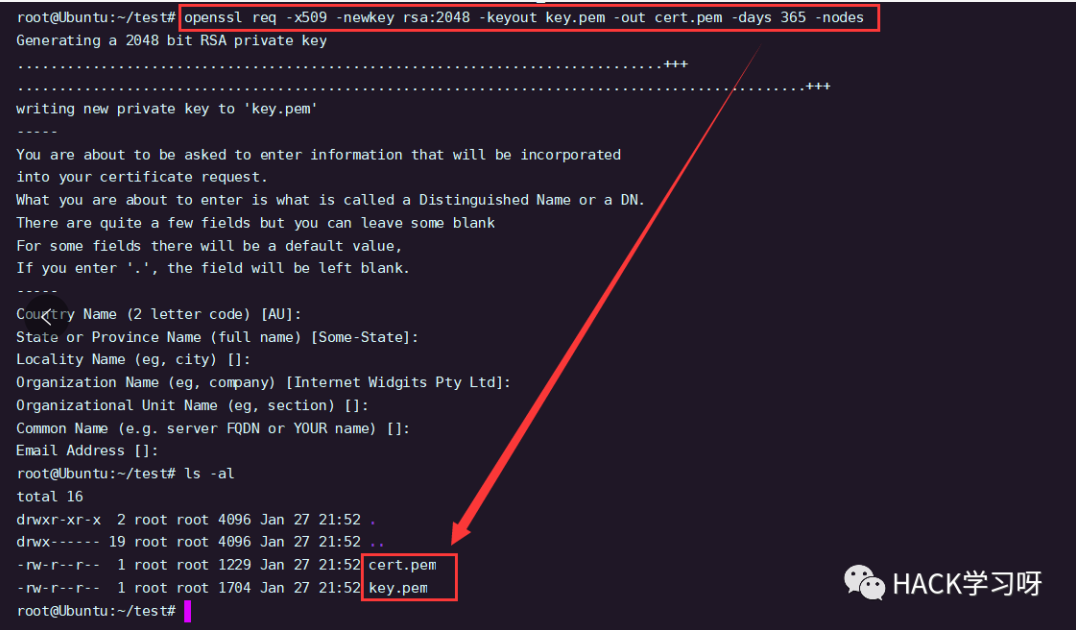 root@Ubuntu:~/test# openssl req -x509 -newkey rsa:2048 -keyout key.pem -out cert.pem -days 365 -nodes
Generating a 2048 bit RSA private key
.............................................................................+++
..............................................................................................+++
writing new private key to 'key.pem'
-----
You are about to be asked to enter information that will be incorporated
into your certificate request.
What you are about to enter is what is called a Distinguished Name or a DN.
There are quite a few fields but you can leave some blank
For some fields there will be a default value,
If you enter '.', the field will be left blank.
-----
Country Name (2 letter code) [AU]:
State or Province Name (full name) [Some-State]:
Locality Name (eg, city) []:
Organization Name (eg, company) [Internet Widgits Pty Ltd]:
Organizational Unit Name (eg, section) []:
Common Name (e.g. server FQDN or YOUR name) []:
Email Address []:
root@Ubuntu:~/test# ls -al
total 16
drwxr-xr-x  2 root root 4096 Jan 27 21:52 .
drwx------ 19 root root 4096 Jan 27 21:52 ..
-rw-r--r--  1 root root 1229 Jan 27 21:52 cert.pem
-rw-r--r--  1 root root 1704 Jan 27 21:52 key.pem
root@Ubuntu:~/test#
HACK学习呀